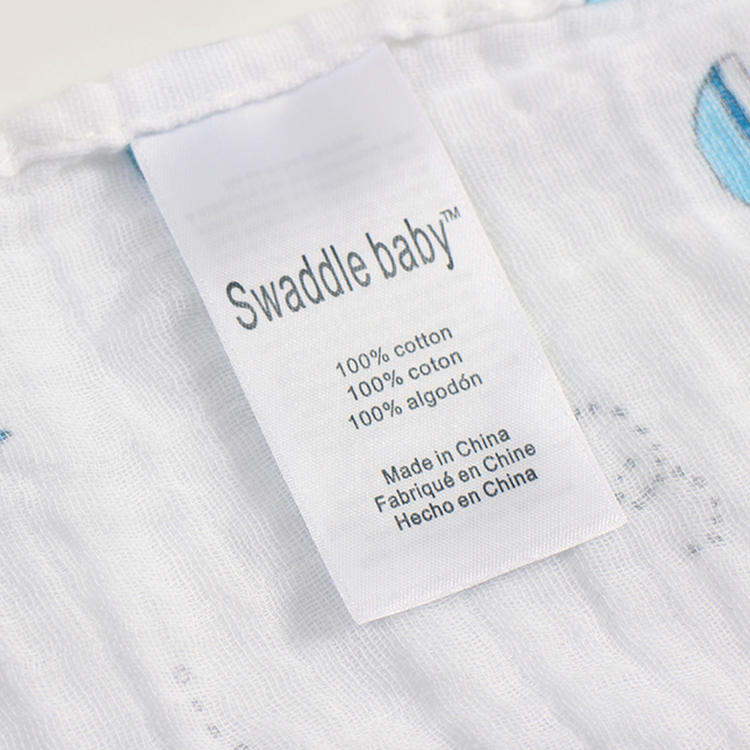 Swaddle baby™
100% cotton
100% coton
100% algodón
Made in China
Fabriqué en Chine
Hecho en China